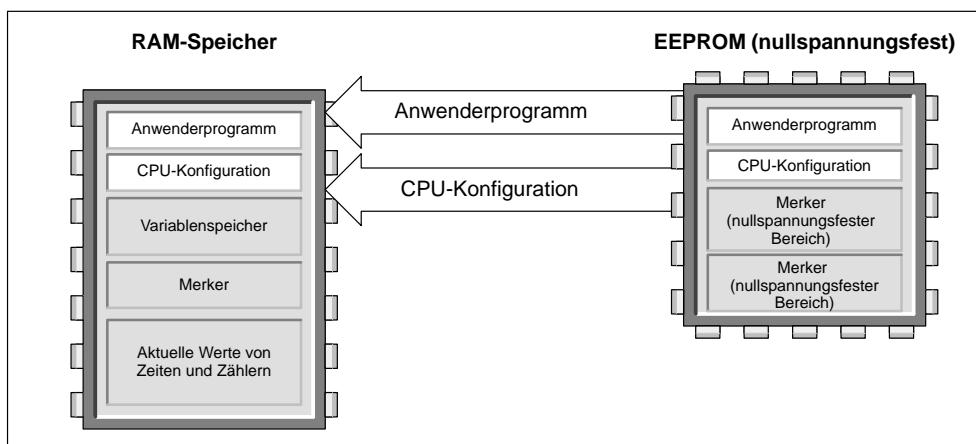 RAM-Speicher
EEPROM (nullspannungsfest)
Anwenderprogramm
CPU-Konfiguration
Variablenspeicher
Merker
Aktuelle Werte von
Zeiten und Zählern
Anwenderprogramm
CPU-Konfiguration
Anwenderprogramm
CPU-Konfiguration
Merker
(nullspannungsfester
Bereich)
Merker
(nullspannungsfester
Bereich)